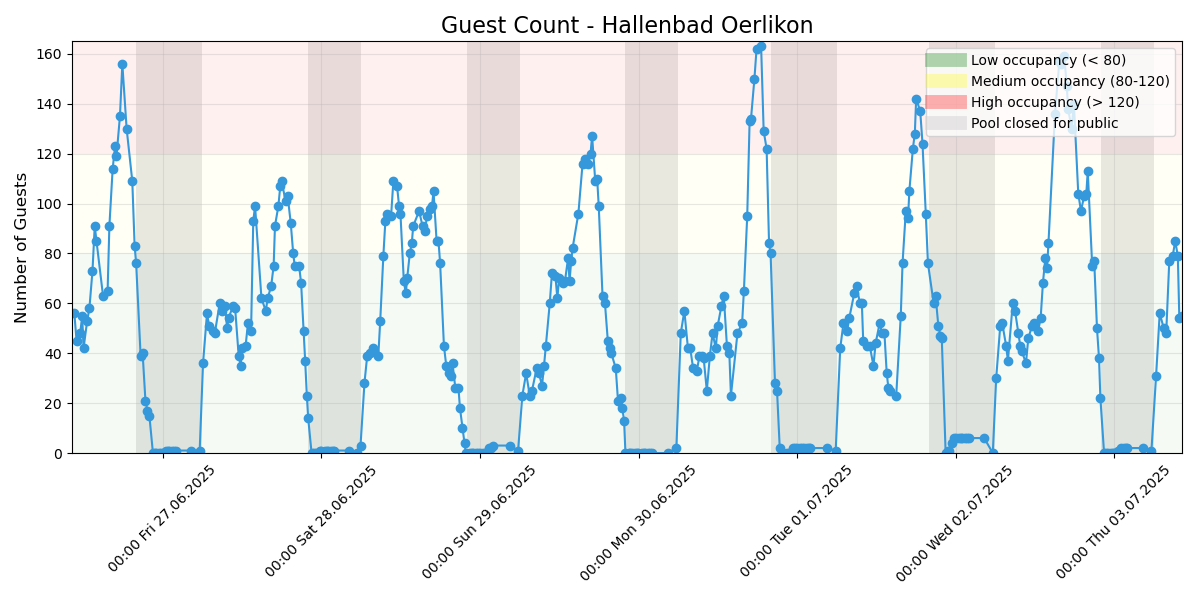 Guest Count - Hallenbad Oerlikon
Number of Guests
160
140
120
100
80
60
40
20
0
Low occupancy (< 80)
Medium occupancy (80-120)
High occupancy (> 120)
Pool closed for public
00:00 Fri 27.06.2025
00:00 Sat 28.06.2025
00:00 Sun 29.06.2025
00:00 Mon 30.06.2025
00:00 Tue 01.07.2025
00:00 Wed 02.07.2025
00:00 Thu 03.07.2025